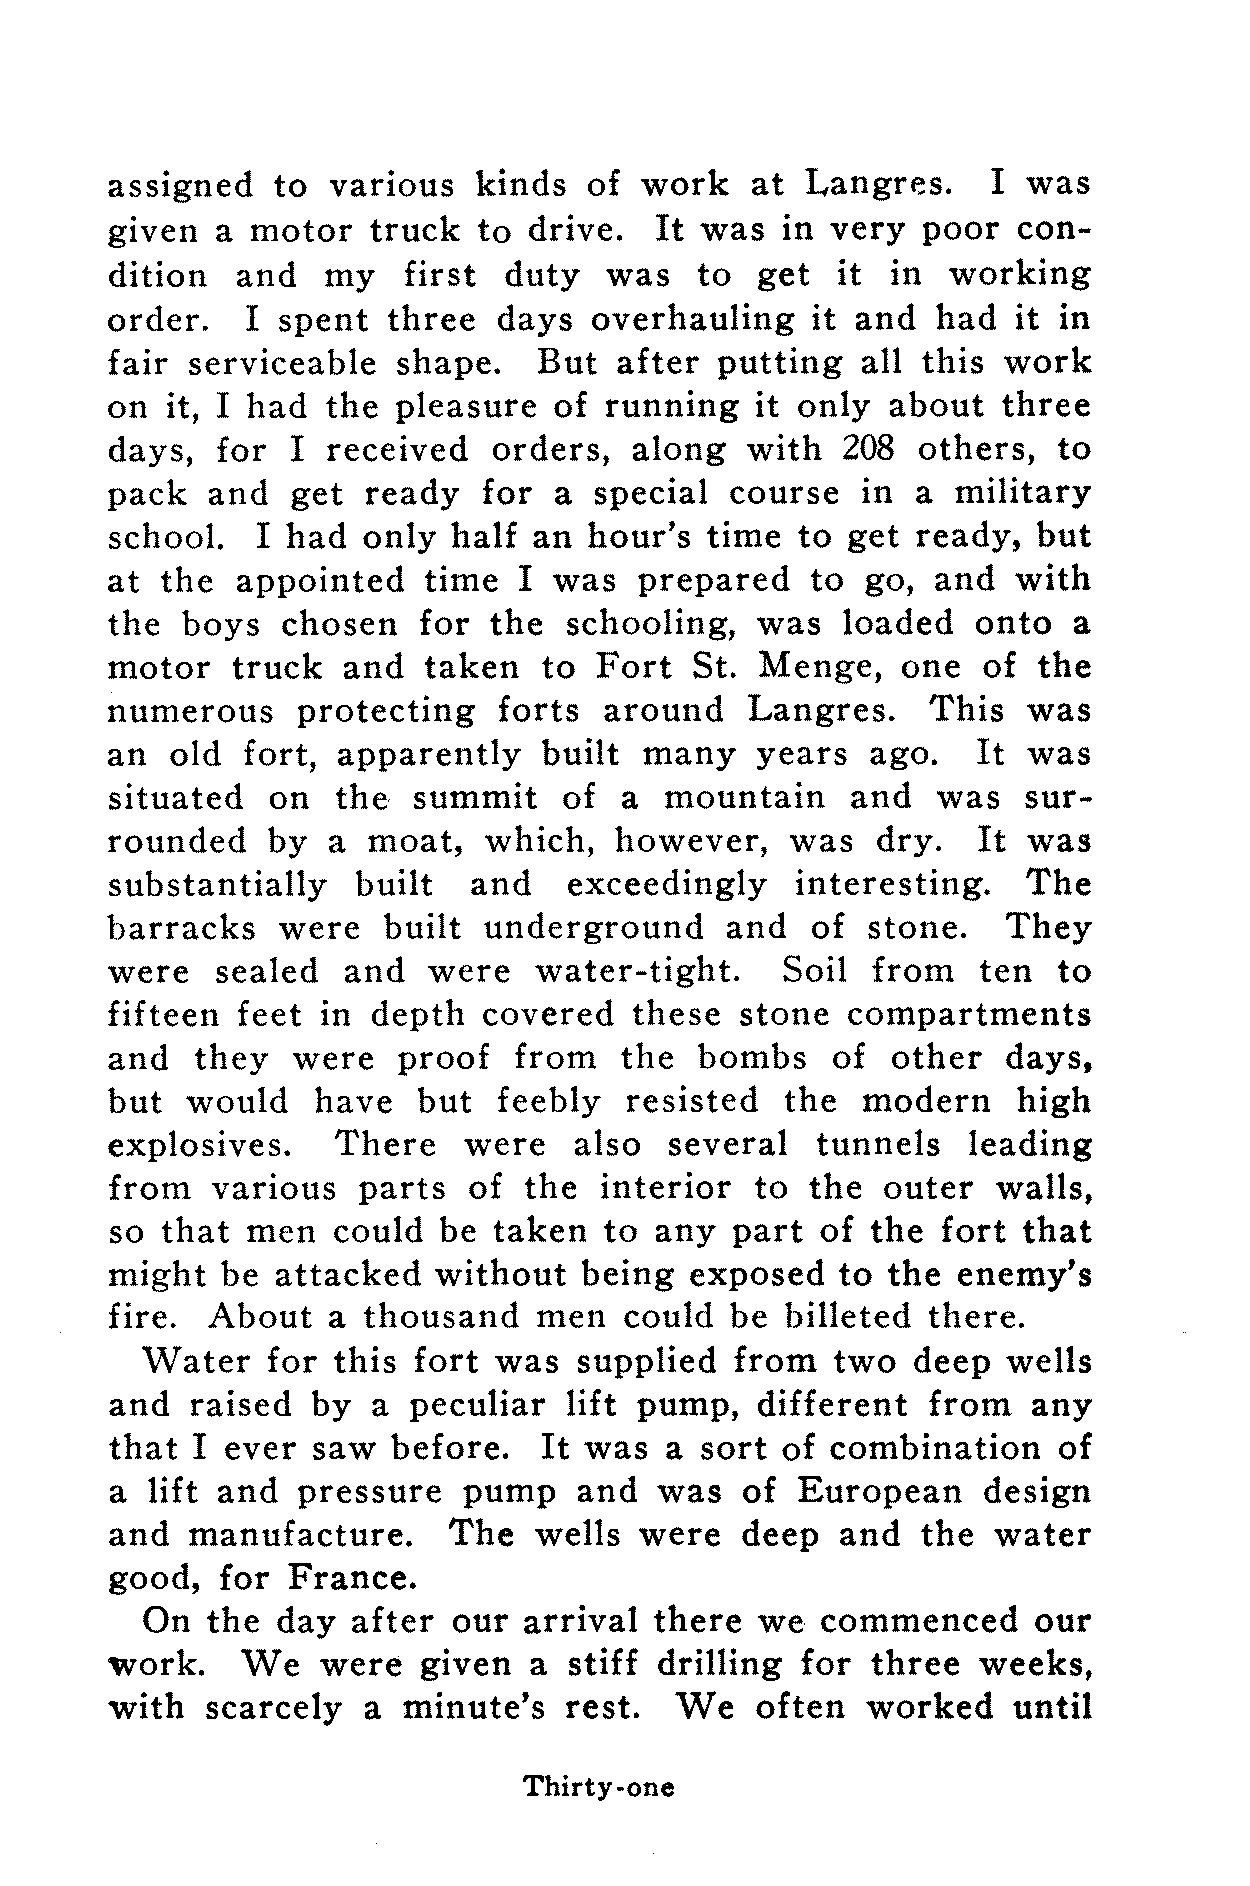 assigned to various kinds of work at Langres. I was
given a motor truck to drive. It was in very poor con-
dition and my first duty was to get it in working
order. I spent three days overhauling it and had it in
fair serviceable shape. But after putting all this work
on it, I had the pleasure of running it only about three
days, for I received orders, along with 208 others, to
pack and get ready for a special course in a military
school. I had only half an hour's time to get ready, but
at the appointed time I was prepared to go, and with
the boys chosen for the schooling, was loaded onto a
motor truck and taken to Fort St. Menge, one of the
numerous protecting forts around Langres. This was
an old fort, apparently built many years ago. It was
situated on the summit of a mountain and was sur-
rounded by a moat, which, however, was dry. It was
substantially built and exceedingly interesting. The
barracks were built underground and of stone. They
were sealed and were water-tight. Soil from ten to
fifteen feet in depth covered these stone compartments
and they were proof from the bombs of other days,
but would have but feebly resisted the modern high
explosives. There were also several tunnels leading
from various parts of the interior to the outer walls,
so that men could be taken to any part of the fort that
might be attacked without being exposed to the enemy's
fire. About a thousand men could be billeted there.
Water for this fort was supplied from two deep wells
and raised by a peculiar lift pump, different from any
that I ever saw before. It was a sort of combination of
a lift and pressure pump and was of European design
and manufacture. The wells were deep and the water
good, for France.
On the day after our arrival there we commenced our
work. We were given a stiff drilling for three weeks,
with scarcely a minute's rest. We often worked until
Thirty-one